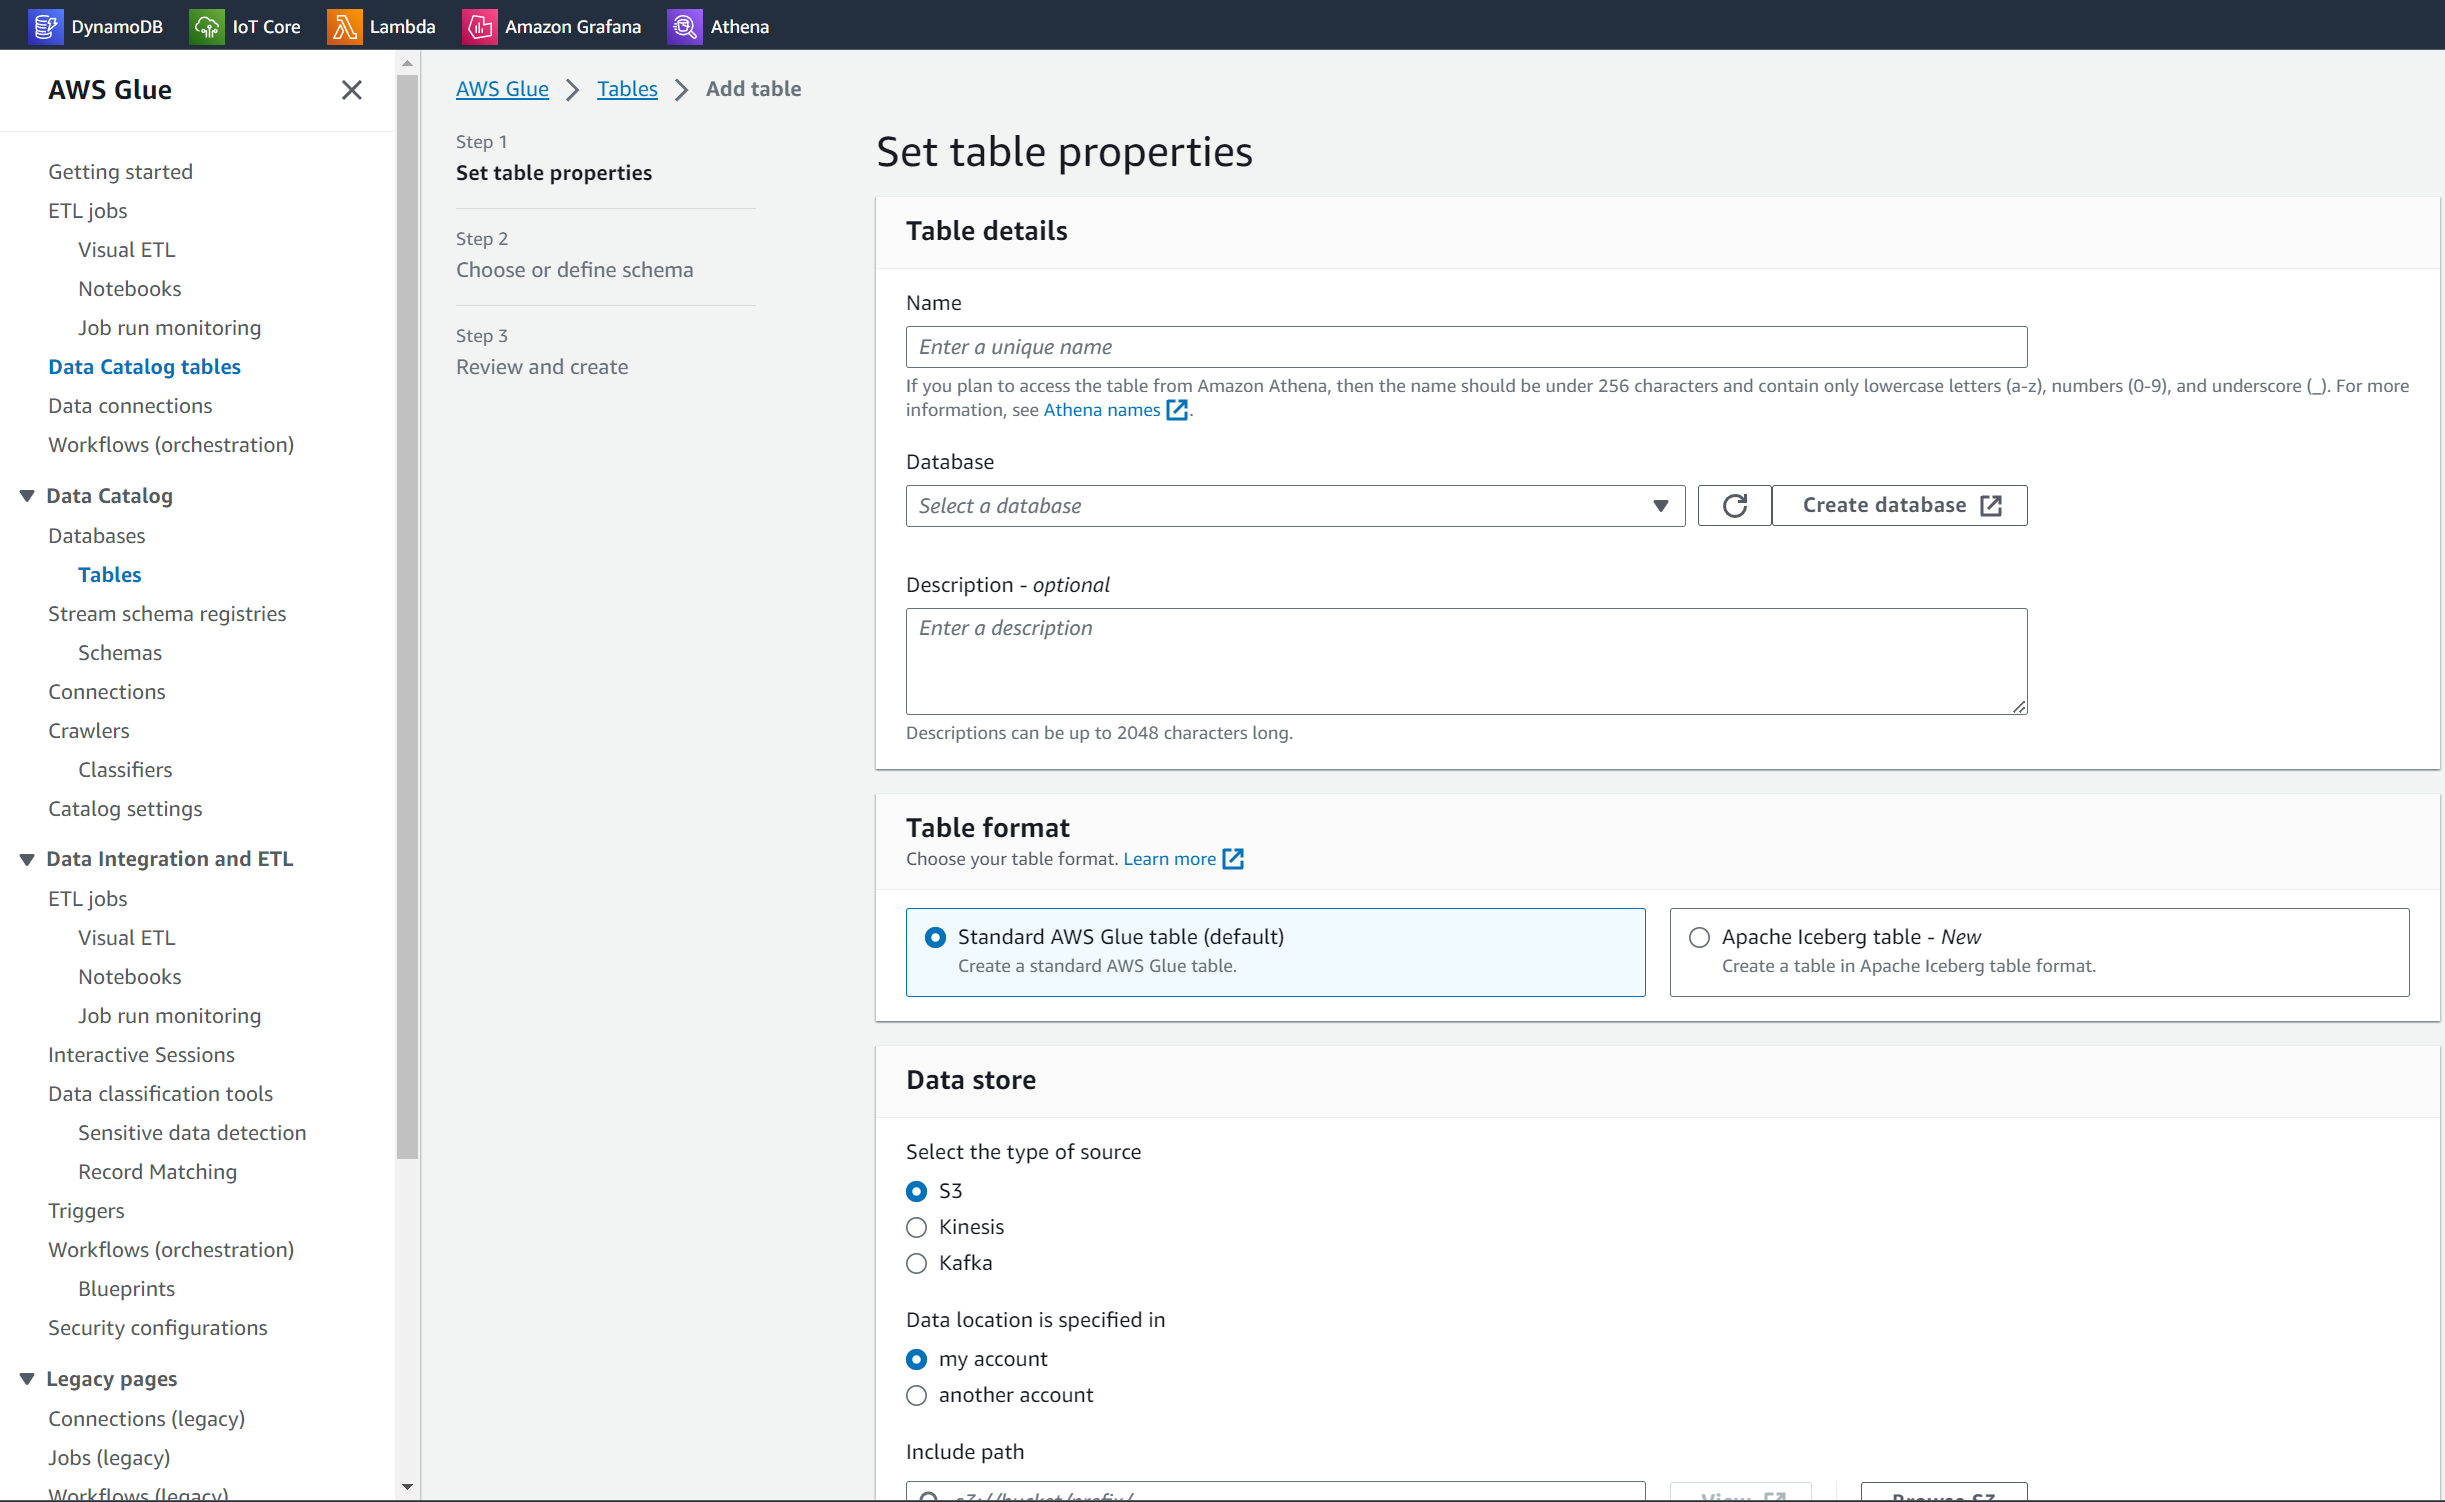 DynamoDB IoT Core Lambda Amazon Grafana Athena
AWS Glue
Getting started
ETL jobs
Visual ETL
Notebooks
Job run monitoring
Data Catalog tables
Data connections
Workflows (orchestration)
Data Catalog
Databases
Tables
Stream schema registries
Schemas
Connections
Crawlers
Classifiers
Catalog settings
Data Integration and ETL
ETL jobs
Visual ETL
Notebooks
Job run monitoring
Interactive Sessions
Data classification tools
Sensitive data detection
Record Matching
Triggers
Workflows (orchestration)
Blueprints
Security configurations
Legacy pages
Connections (legacy)
Jobs (legacy)
Workflows (legacy)
AWS Glue > Tables > Add table
Step 1
Set table properties
Step 2
Choose or define schema
Step 3
Review and create
Set table properties
Table details
Name
Enter a unique name
If you plan to access the table from Amazon Athena, then the name should be under 256 characters and contain only lowercase letters (a-z), numbers (0-9), and underscore (_). For more
information, see Athena names.
Database
Select a database Create database
Description - optional
Enter a description
Descriptions can be up to 2048 characters long.
Table format
Choose your table format. Learn more
Standard AWS Glue table (default)
Create a standard AWS Glue table.
Apache Iceberg table - New
Create a table in Apache Iceberg table format.
Data store
Select the type of source
S3
Kinesis
Kafka
Data location is specified in
my account
another account
Include path
s3://bucket/prefix/ View Browse S3